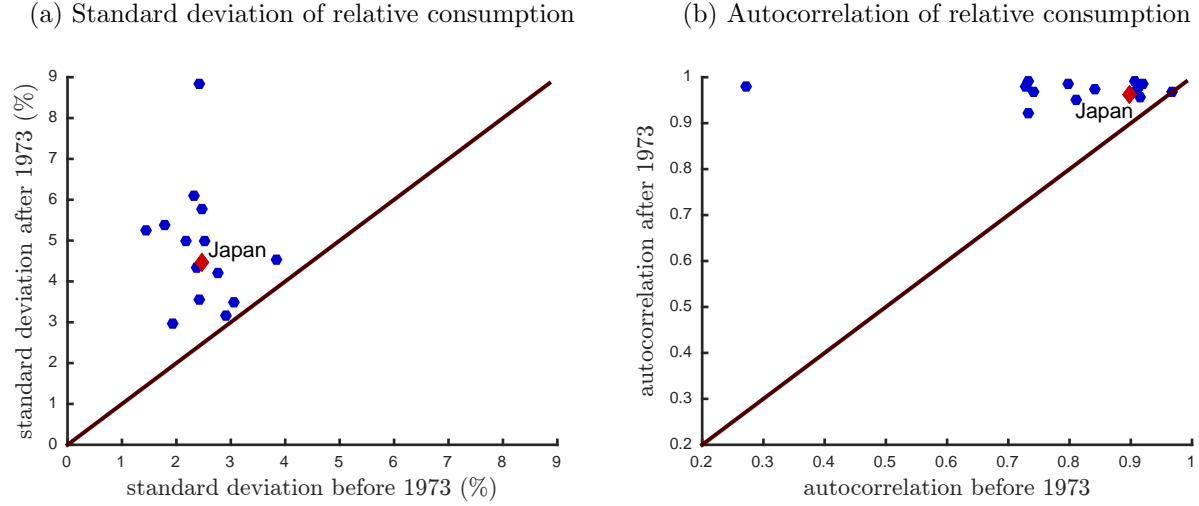 (a) Standard deviation of relative consumption
standard deviation after 1973 (%)
9
8
7
6
5
4
3
2
1
0
Japan
0 1 2 3 4 5 6 7 8 9
standard deviation before 1973 (%)
(b) Autocorrelation of relative consumption
autocorrelation after 1973
1
0.9
0.8
0.7
0.6
0.5
0.4
0.3
0.2
Japan
0.2 0.3 0.4 0.5 0.6 0.7 0.8 0.9 1
autocorrelation before 1973